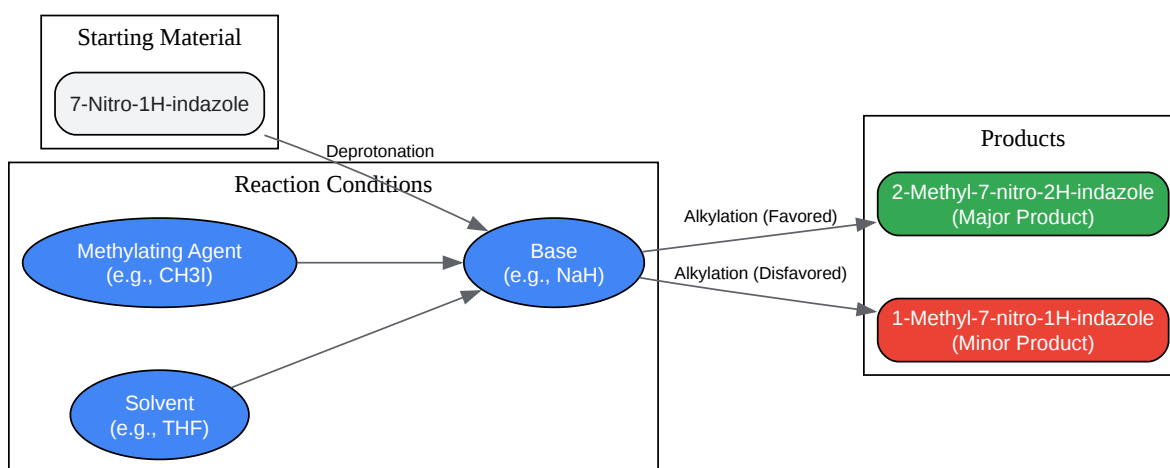 Starting Material
7-Nitro-1H-indazole
Deprotonation
Reaction Conditions
Methylating Agent
(e.g., CH3I)
Base
(e.g., NaH)
Solvent
(e.g., THF)
Alkylation (Favored)
Alkylation (Disfavored)
Products
2-Methyl-7-nitro-2H-indazole
(Major Product)
1-Methyl-7-nitro-1H-indazole
(Minor Product)